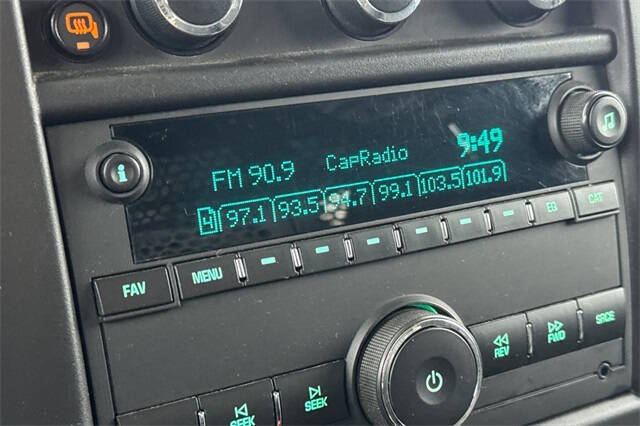 FM 90.9 CapRadio 9:49
4 97.1 93.5 94.7 99.1 103.5 101.9
FAV MENU EQ CAT
SEEK SEEK REV FWD SRCE